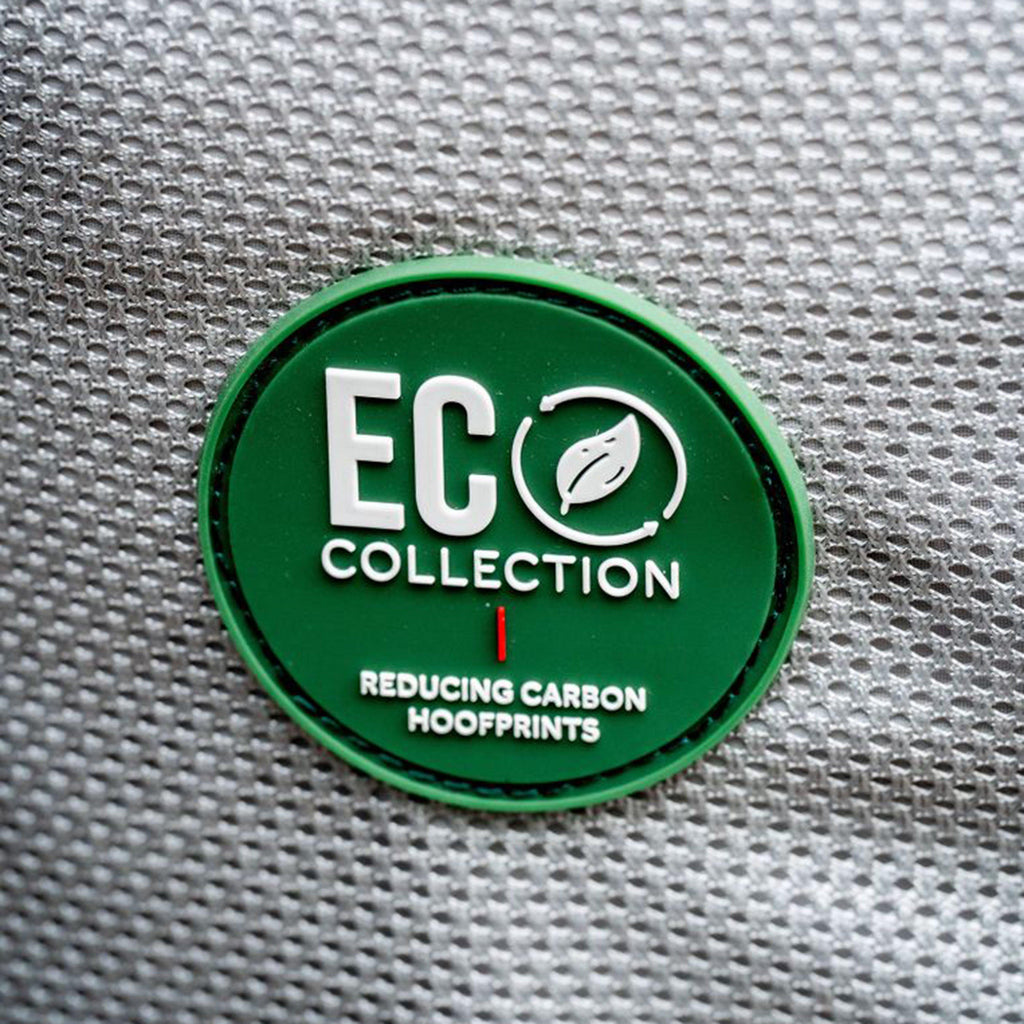 ECO
COLLECTION
REDUCING CARBON
HOOFPRINTS